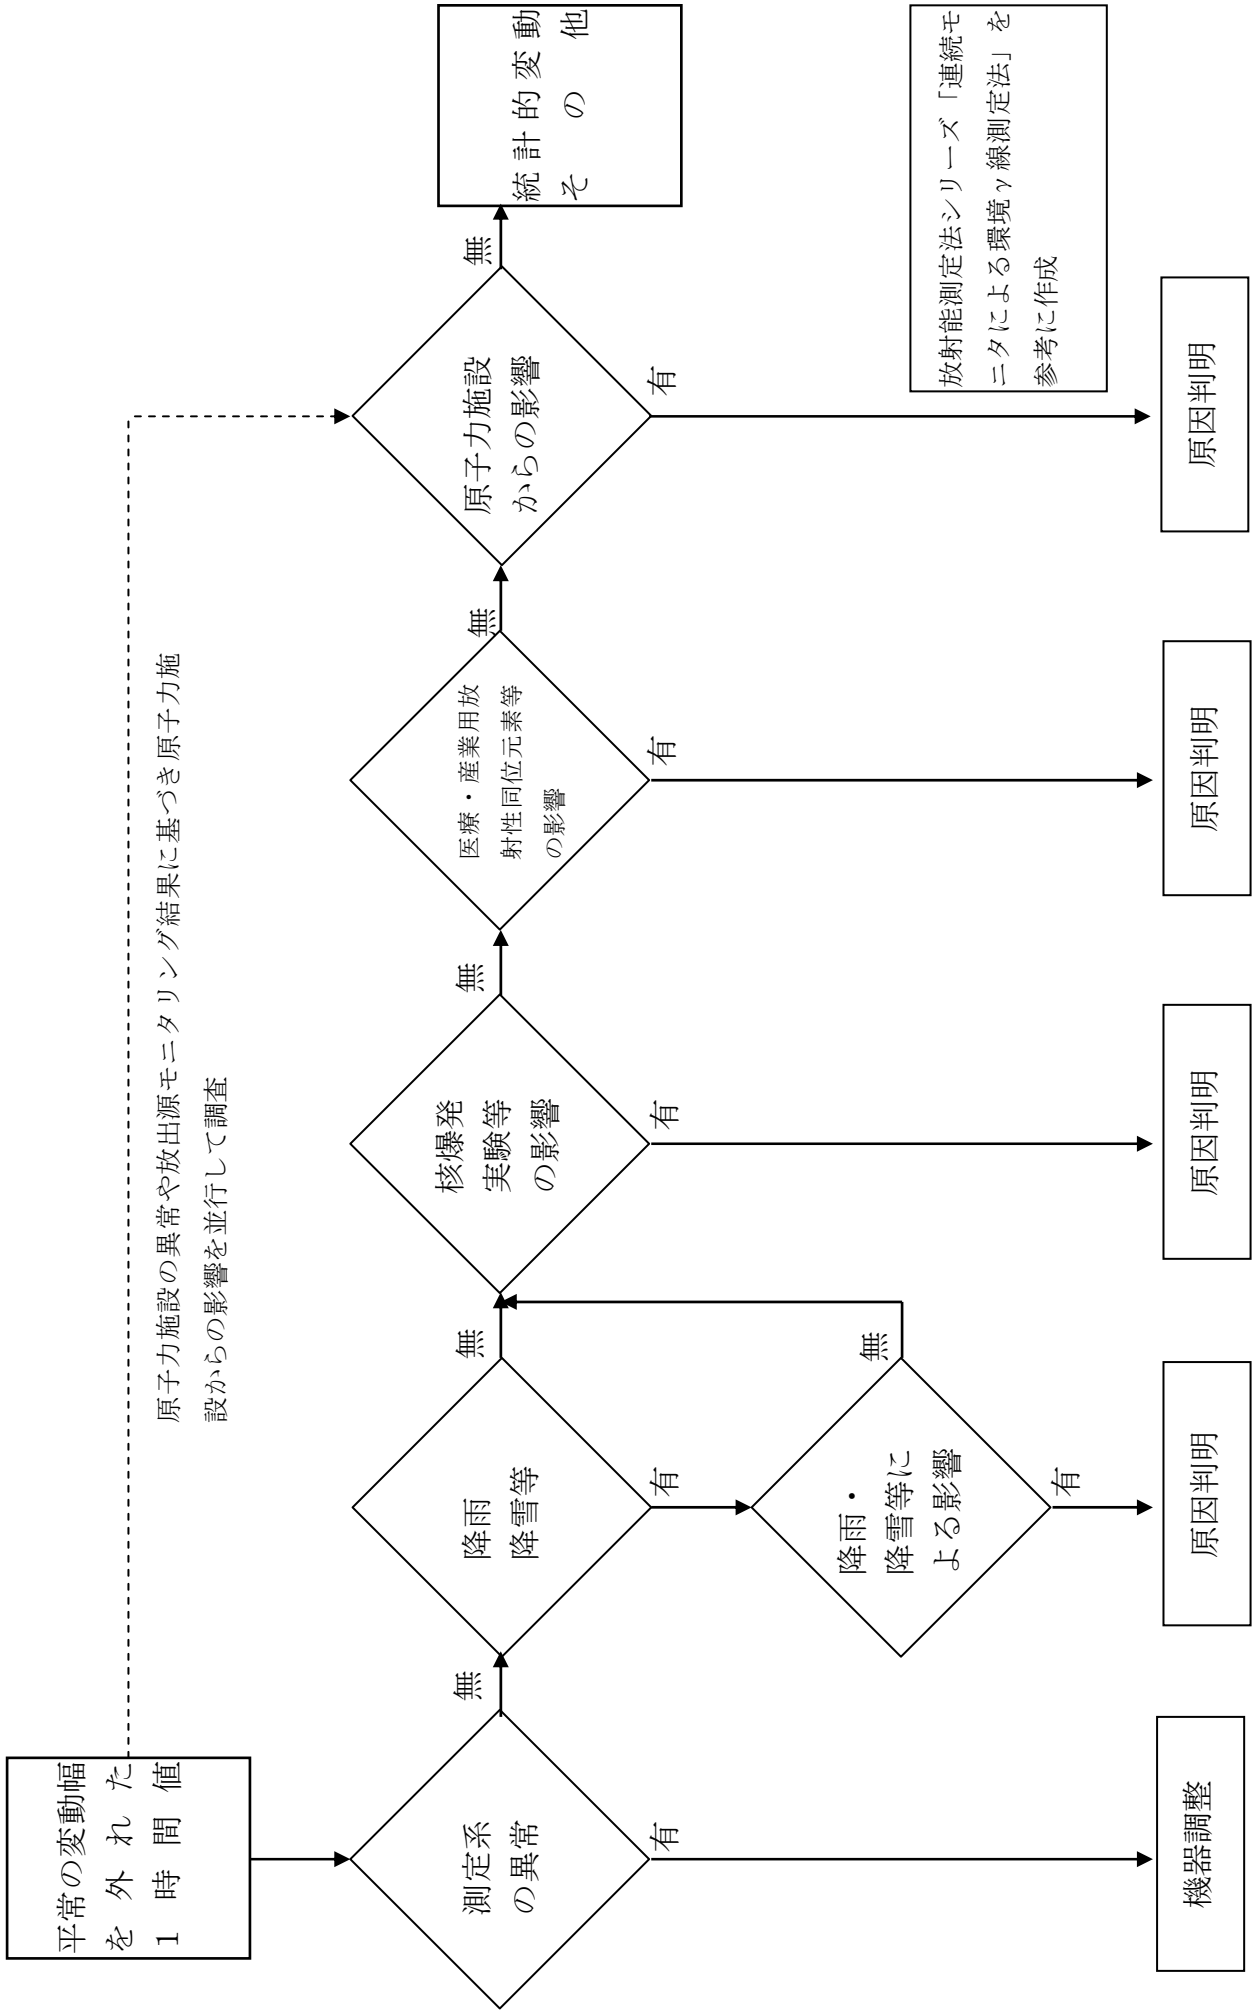 平常の変動幅
を外れた
1時間値
原子力施設の異常や放出源モニタリング結果に基づき原子力施
設からの影響を並行して調査
測定系
の異常
無
有
機器調整
降雨
降雪等
無
有
降雨・
降雪等に
よる影響
無
有
原因判明
核爆発
実験等
の影響
無
有
原因判明
医療・産業用放
射性同位元素等
の影響
無
有
原因判明
原子力施設
からの影響
無
有
原因判明
統計的変動
その他
放射能測定法シリーズ「連続モ
ニタによる環境γ線測定法」を
参考に作成